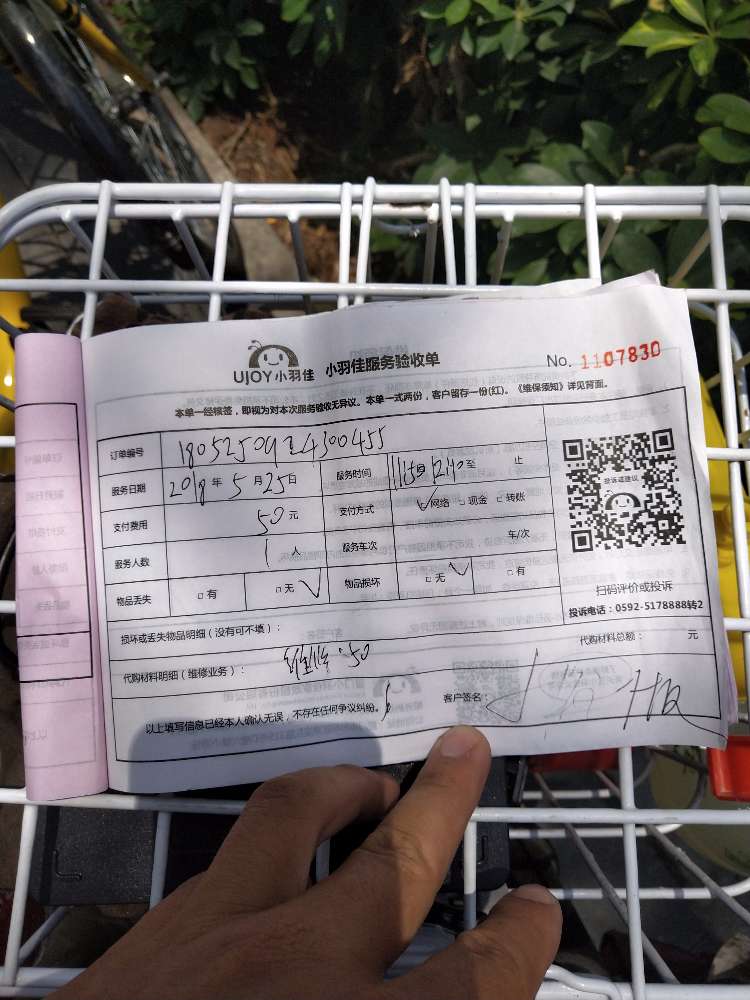 UJOY小羽佳 小羽佳服务验收单 No. 1107830
本单一经核签，即视为对本次服务验收无异议。本单一式两份，客户留存一份(红)。《维保须知》详见背面。
订单编号
服务日期 2018 年 5 月 25 日 服务时间 至 止
支付费用 50 元 支付方式 ☑ 网络 □ 现金 □ 转账
服务人数 1 人 服务车次 车/次
物品丢失 □ 有 □ 无 ✓ 物品损坏 □ 无 ✓ □ 有
投诉或建议
扫码评价或投诉
投诉电话：0592-5178888转2
损坏或丢失物品明细（没有可不填）：
代购材料明细（维修业务）： 维修：50 代购材料总额： 元
以上填写信息已经本人确认无误，不存在任何争议纠纷。 客户签名：